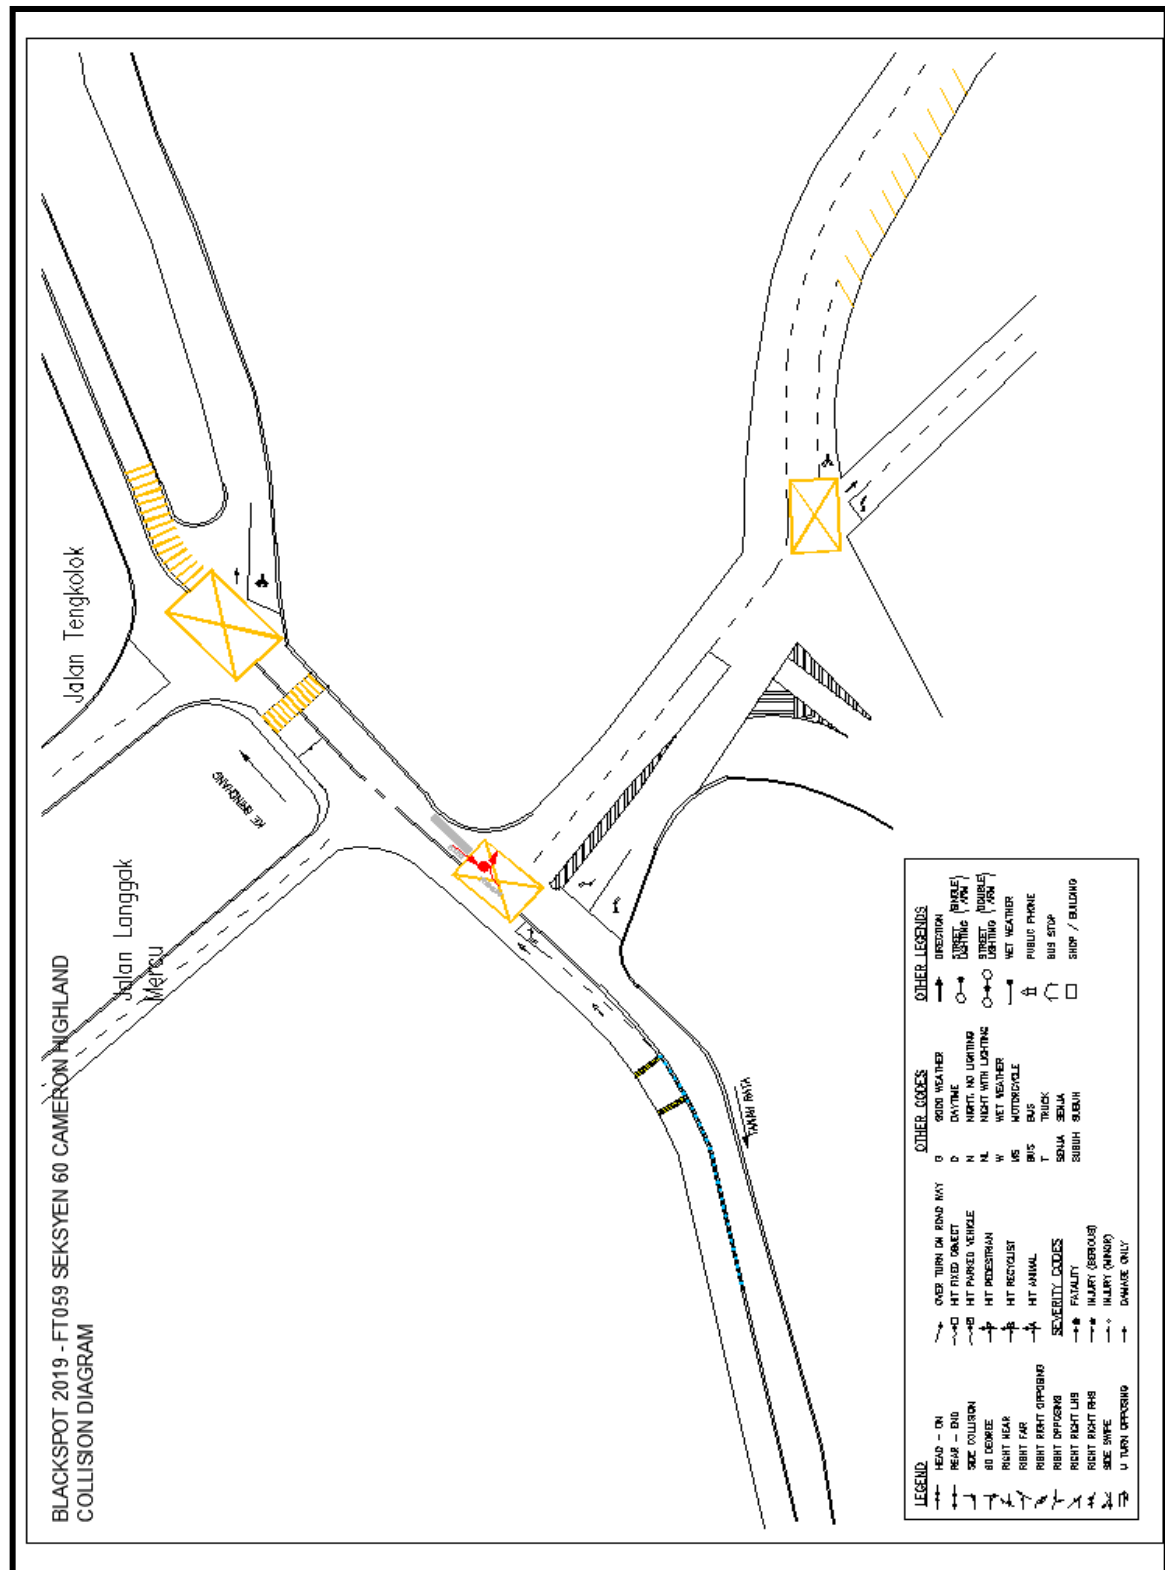 BLACKSPOT 2019 - FT059 SEKSYEN 60 CAMERON HIGHLAND
COLLISION DIAGRAM
Jalan Tengkolok
Jalan Langgak
Mercu
KE BRINCHANG
TANAH RATA
LEGEND
HEAD - ON
REAR - END
SIDE COLLISION
90 DEGREE
RIGHT NEAR
RIGHT FAR
RIGHT RIGHT OPPOSING
RIGHT OPPOSING
RIGHT RIGHT LHS
RIGHT RIGHT RHS
SIDE SWIPE
U TURN OPPOSING
OVER TURN ON ROAD WAY
HIT FIXED OBJECT
HIT PARKED VEHICLE
HIT PEDESTRIAN
HIT RECYCLIST
HIT ANIMAL
SEVERITY CODES
FATALITY
INJURY (SERIOUS)
INJURY (MINOR)
DAMAGE ONLY
OTHER CODES
G GOOD WEATHER
D DAYTIME
N NIGHT, NO LIGHTING
NL NIGHT WITH LIGHTING
W WET WEATHER
MOTORCYCLE
BUS BUS
T TRUCK
SENJA SENJA
SUBUH SUBUH
OTHER LEGENDS
DIRECTION
STREET (SINGLE)
LIGHTING ( ARM )
STREET (DOUBLE)
LIGHTING ( ARM )
WET WEATHER
PUBLIC PHONE
BUS STOP
SHOP / BUILDING